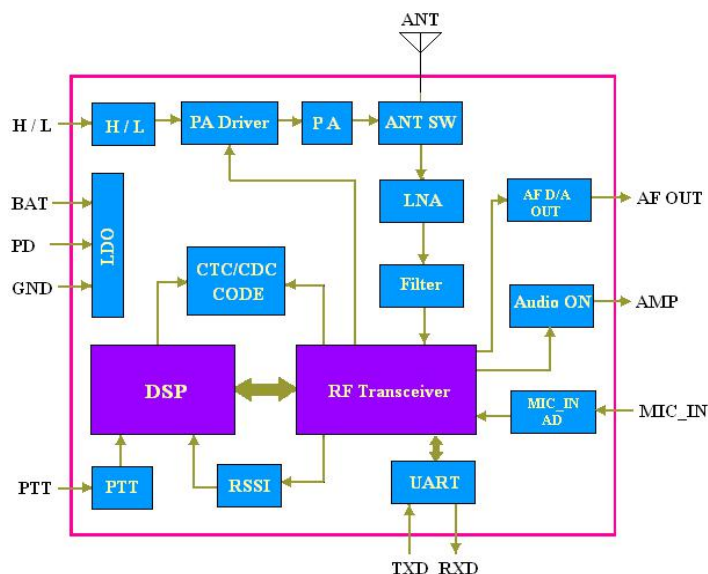 ANT
H / L
H / L
PA Driver
P A
ANT SW
BAT
PD
GND
LDO
LNA
AF D/A
OUT
AF OUT
CTC/CDC
CODE
Filter
Audio ON
AMP
DSP
RF Transceiver
MIC_IN
AD
MIC_IN
PTT
PTT
RSSI
UART
TXD RXD